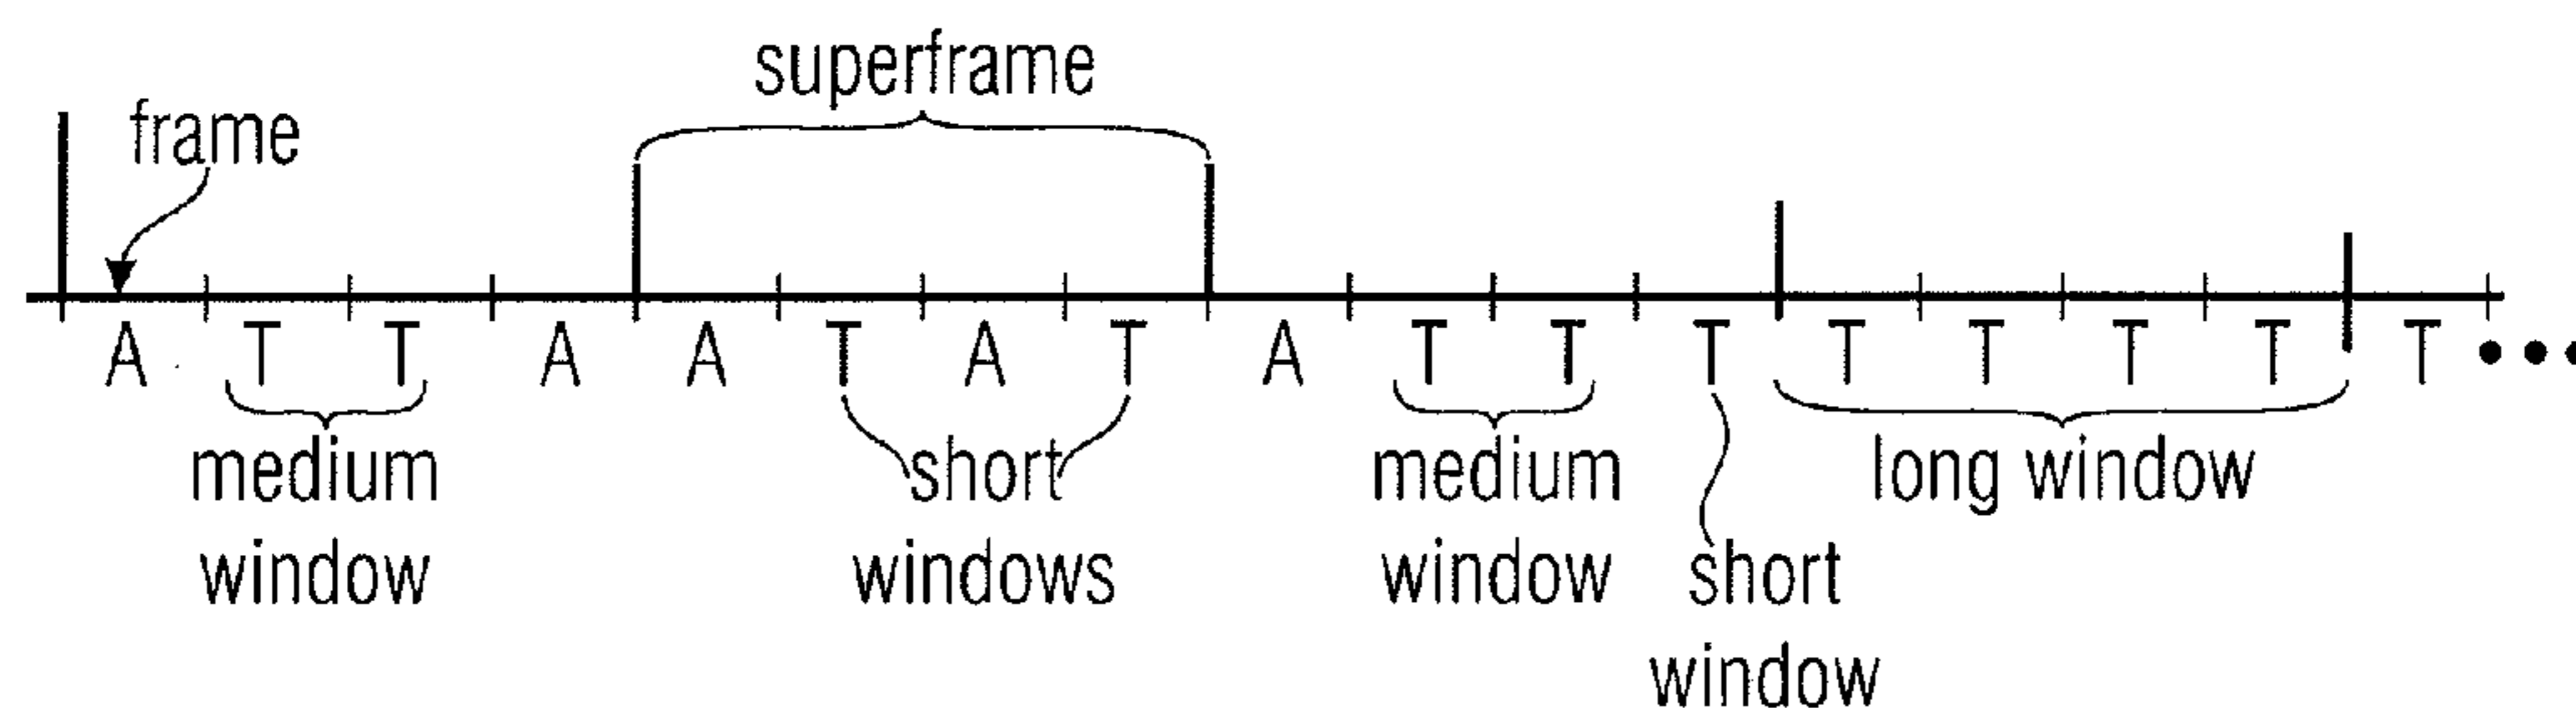 superframe
frame
A T T A A T A T A T T T T T T T T • • •
medium window
short windows
medium window
short window
long window